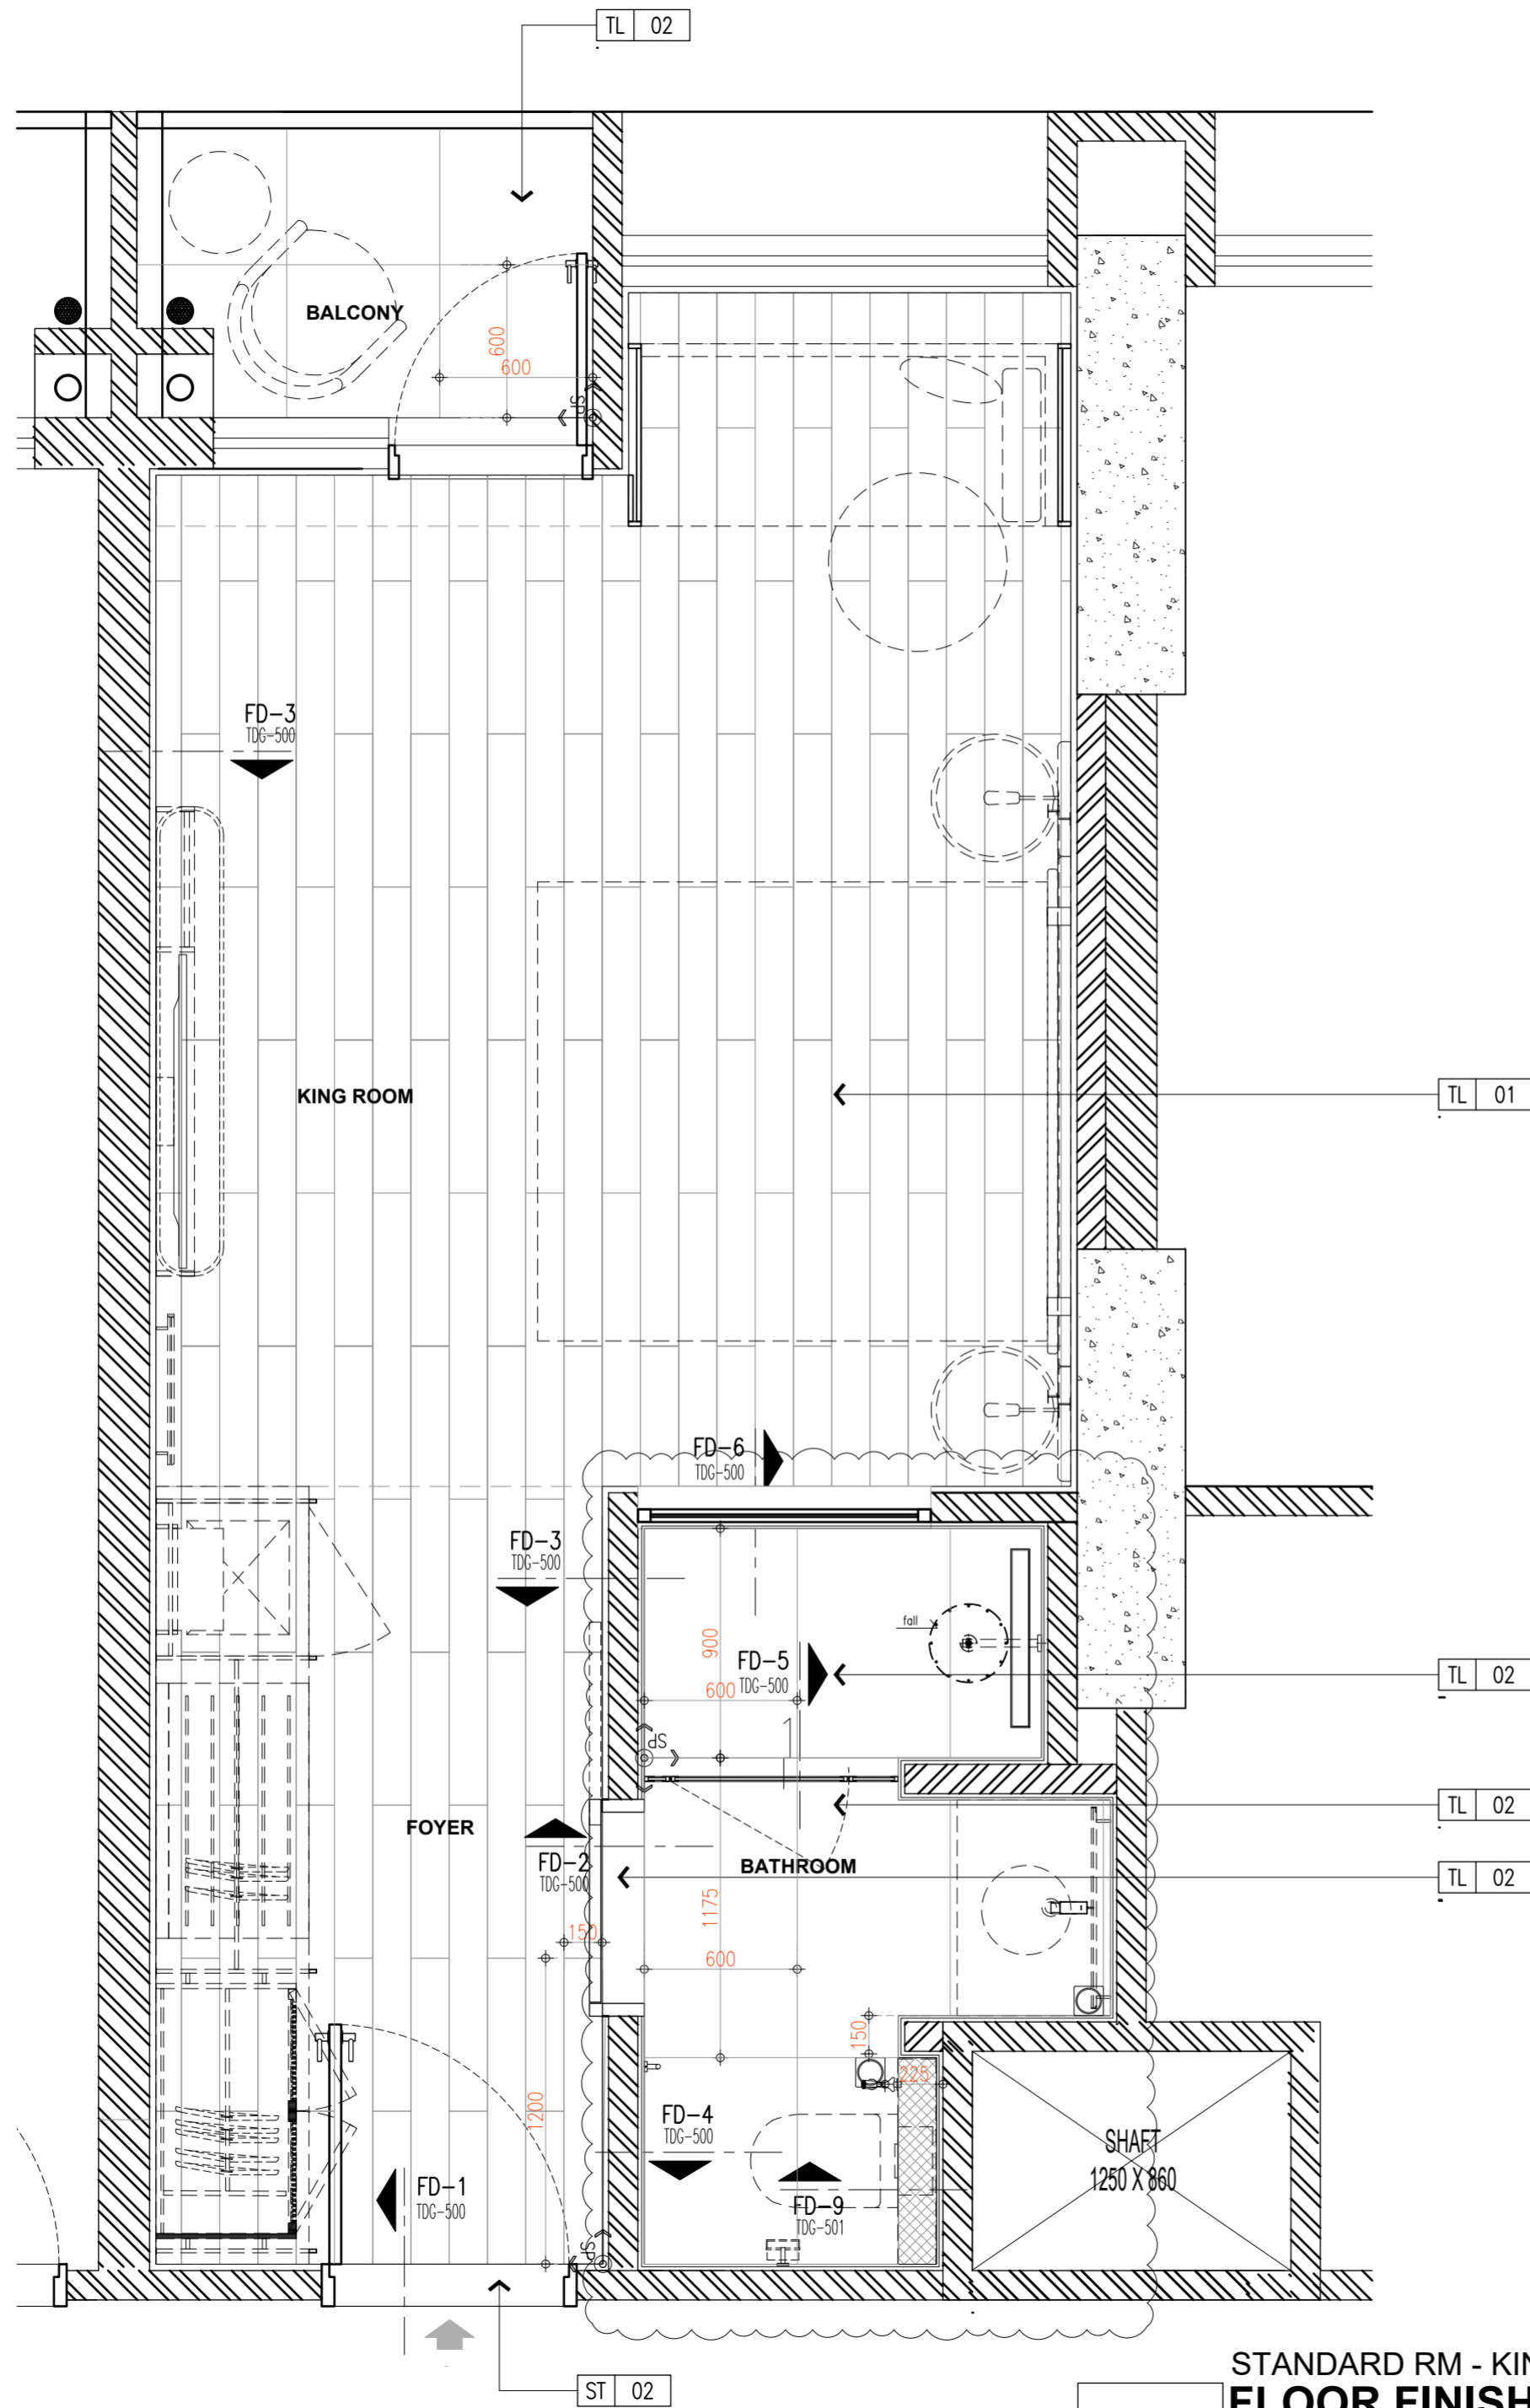 TL 02
BALCONY
600
600
SP
FD-3
TDG-500
KING ROOM
TL 01
FD-6
TDG-500
FD-3
TDG-500
fall
900
FD-5
TDG-500
TL 02
600
SP
1
TL 02
FOYER
FD-2
TDG-500
BATHROOM
TL 02
1175
150
600
150
225
1200
FD-4
TDG-500
SHAFT
1250 X 860
FD-1
TDG-500
FD-9
TDG-501
SP
ST 02
STANDARD RM - KIN
FLOOR FINISH